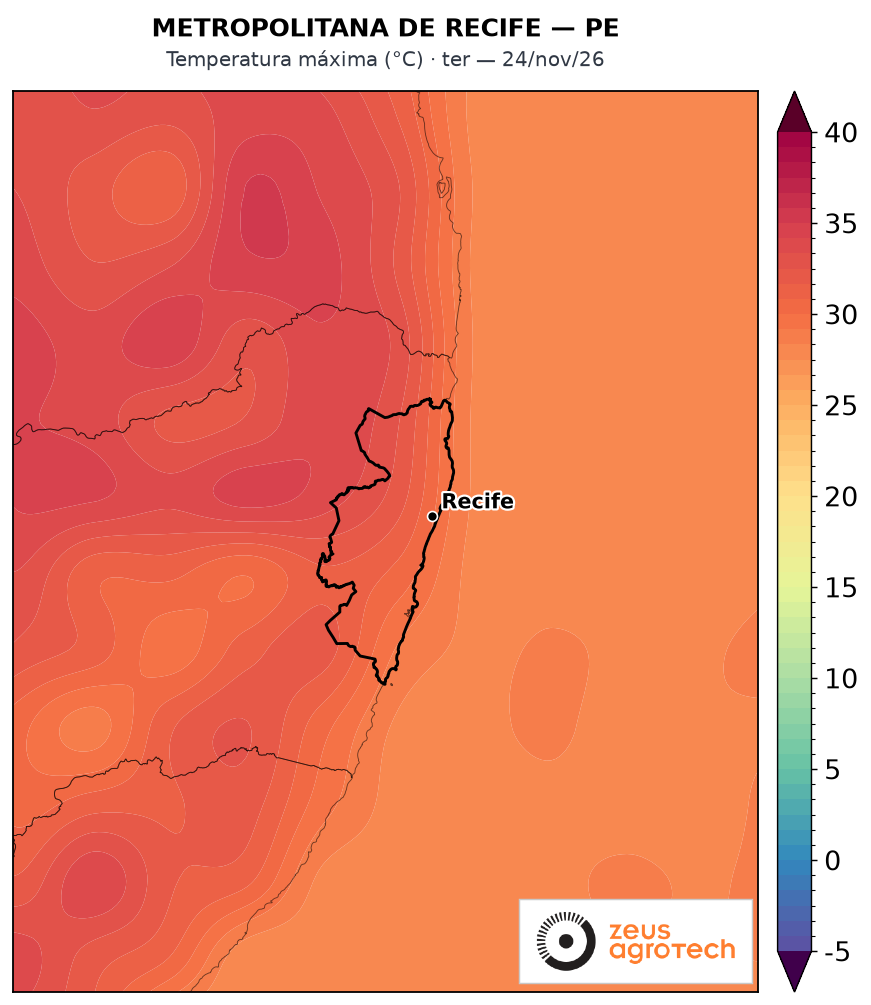 METROPOLITANA DE RECIFE — PE
Temperatura máxima (°C) · ter — 24/nov/26
40
35
30
25
20
15
10
5
0
-5
Recife
zeus
agrotech